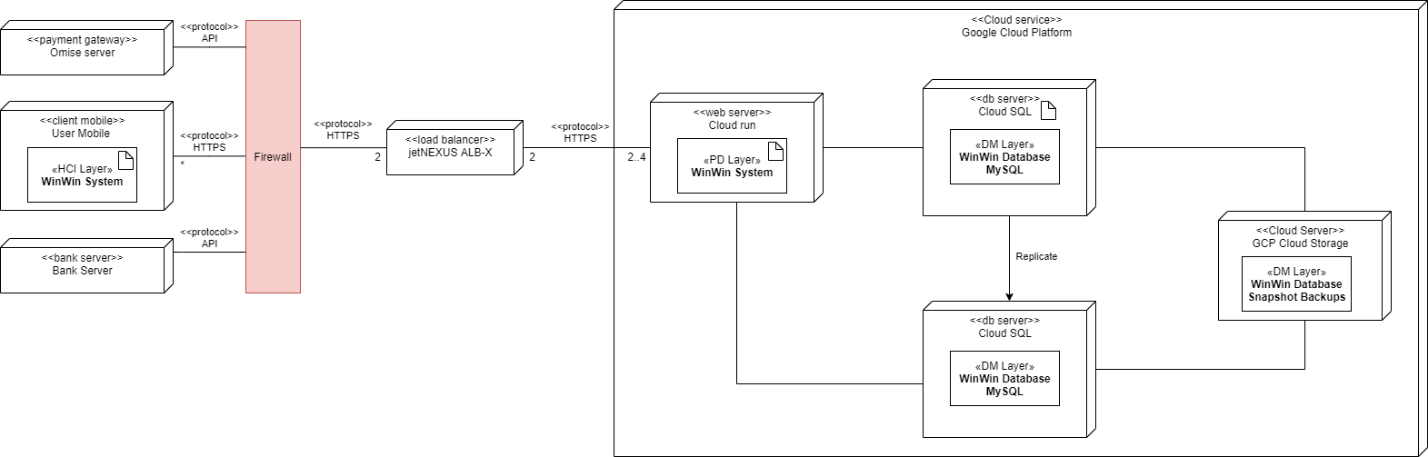 <<payment gateway>>
Omise server
<<protocol>>
API
<<client mobile>>
User Mobile
«HCI Layer»
WinWin System
<<protocol>>
HTTPS
*
<<bank server>>
Bank Server
<<protocol>>
API
Firewall
<<protocol>>
HTTPS
2
<<load balancer>>
jetNEXUS ALB-X
2
<<protocol>>
HTTPS
2..4
<<Cloud service>>
Google Cloud Platform
<<web server>>
Cloud run
«PD Layer»
WinWin System
<<db server>>
Cloud SQL
«DM Layer»
WinWin Database
MySQL
Replicate
<<db server>>
Cloud SQL
«DM Layer»
WinWin Database
MySQL
<<Cloud Server>>
GCP Cloud Storage
«DM Layer»
WinWin Database
Snapshot Backups